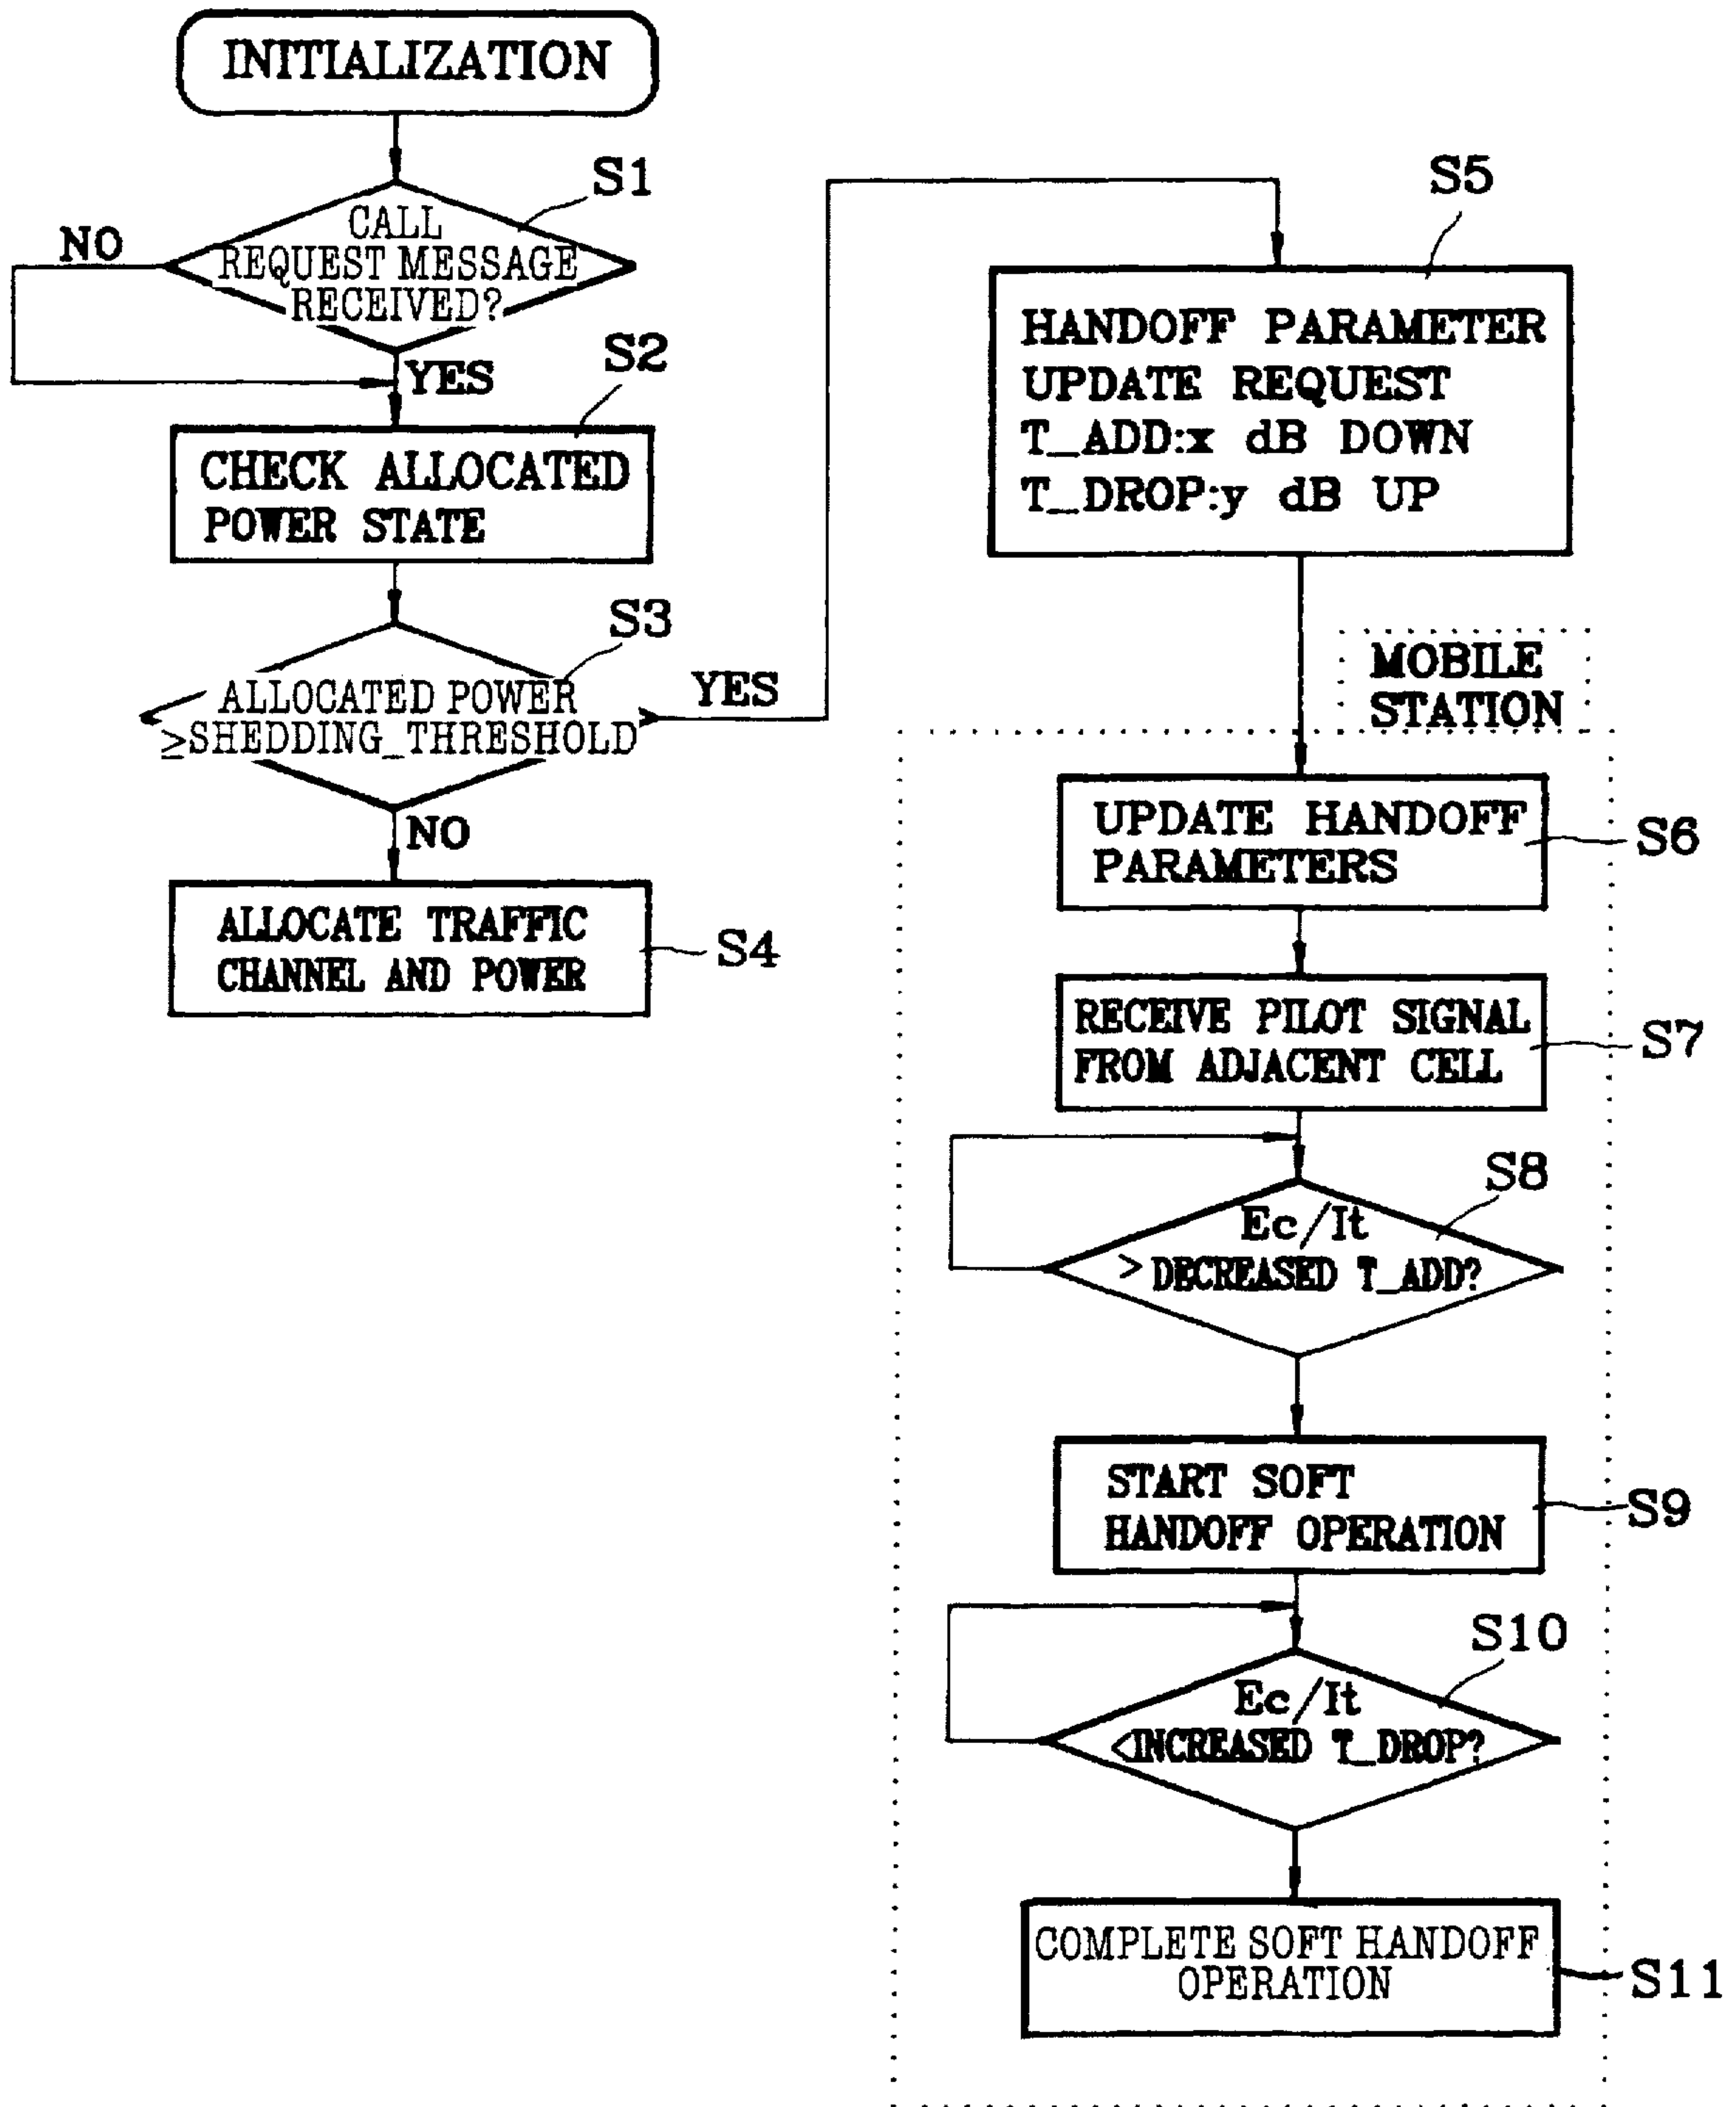 INITIALIZATION
S1
CALL
REQUEST MESSAGE
RECEIVED?
NO
YES
S2
CHECK ALLOCATED
POWER STATE
S3
ALLOCATED POWER
≥SHEDDING_THRESHOLD
YES
NO
ALLOCATE TRAFFIC
CHANNEL AND POWER
S4
S5
HANDOFF PARAMETER
UPDATE REQUEST
T_ADD:x dB DOWN
T_DROP:y dB UP
MOBILE
STATION
UPDATE HANDOFF
PARAMETERS
S6
RECEIVE PILOT SIGNAL
FROM ADJACENT CELL
S7
S8
Ec/It
> DECREASED T_ADD?
START SOFT
HANDOFF OPERATION
S9
S10
Ec/It
<INCREASED T_DROP?
COMPLETE SOFT HANDOFF
OPERATION
S11